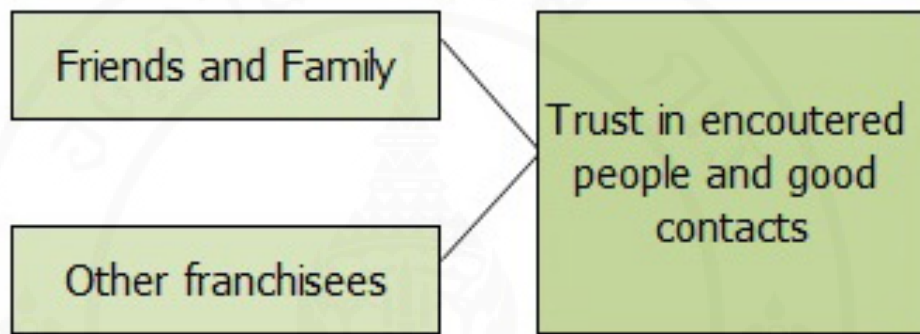 Friends and Family
Trust in encoutered
people and good
contacts
Other franchisees